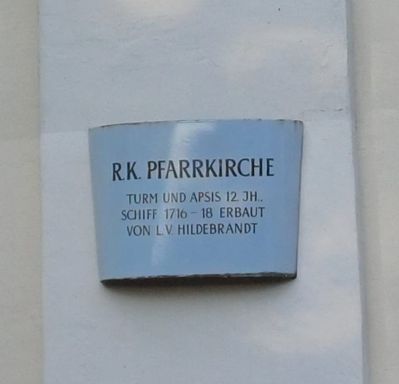 R.K. PFARRKIRCHE
TURM UND APSIS 12. JH.,
SCHIFF 1716 - 18 ERBAUT
VON L.V. HILDEBRANDT